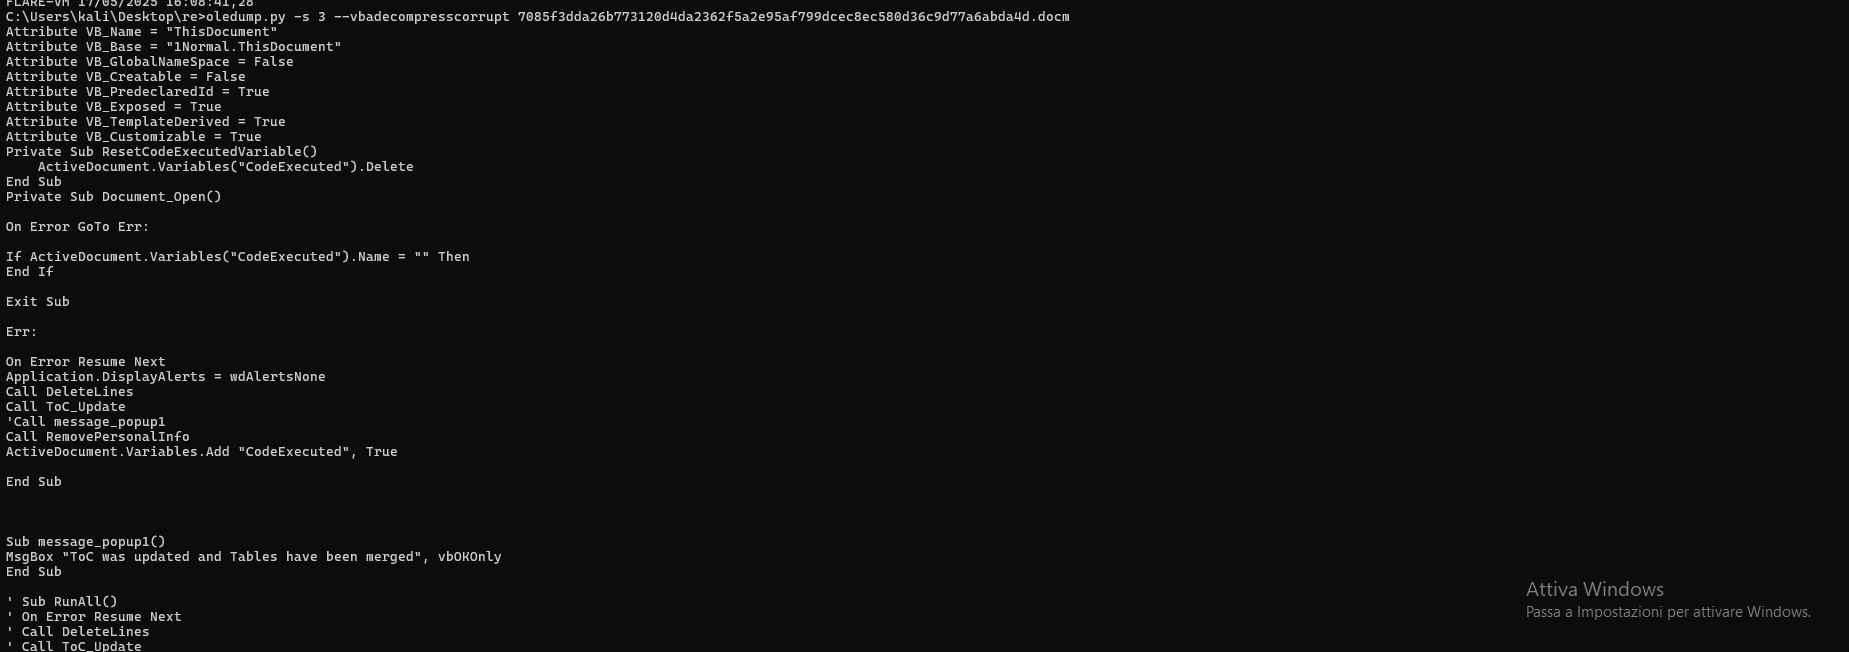 FLARE-VM 17/05/2025 16:08:41,28
C:\Users\kali\Desktop\re>oledump.py -s 3 --vbadecompresscorrupt 7085f3dda26b773120d4da2362f5a2e95af799dcec8ec580d36c9d77a6abda4d.docm
Attribute VB_Name = "ThisDocument"
Attribute VB_Base = "1Normal.ThisDocument"
Attribute VB_GlobalNameSpace = False
Attribute VB_Creatable = False
Attribute VB_PredeclaredId = True
Attribute VB_Exposed = True
Attribute VB_TemplateDerived = True
Attribute VB_Customizable = True
Private Sub ResetCodeExecutedVariable()
    ActiveDocument.Variables("CodeExecuted").Delete
End Sub
Private Sub Document_Open()
On Error GoTo Err:
If ActiveDocument.Variables("CodeExecuted").Name = "" Then
End If
Exit Sub
Err:
On Error Resume Next
Application.DisplayAlerts = wdAlertsNone
Call DeleteLines
Call ToC_Update
'Call message_popup1
Call RemovePersonalInfo
ActiveDocument.Variables.Add "CodeExecuted", True
End Sub
Sub message_popup1()
MsgBox "ToC was updated and Tables have been merged", vbOKOnly
End Sub
' Sub RunAll()
' On Error Resume Next
' Call DeleteLines
' Call ToC_Update
Attiva Windows
Passa a Impostazioni per attivare Windows.